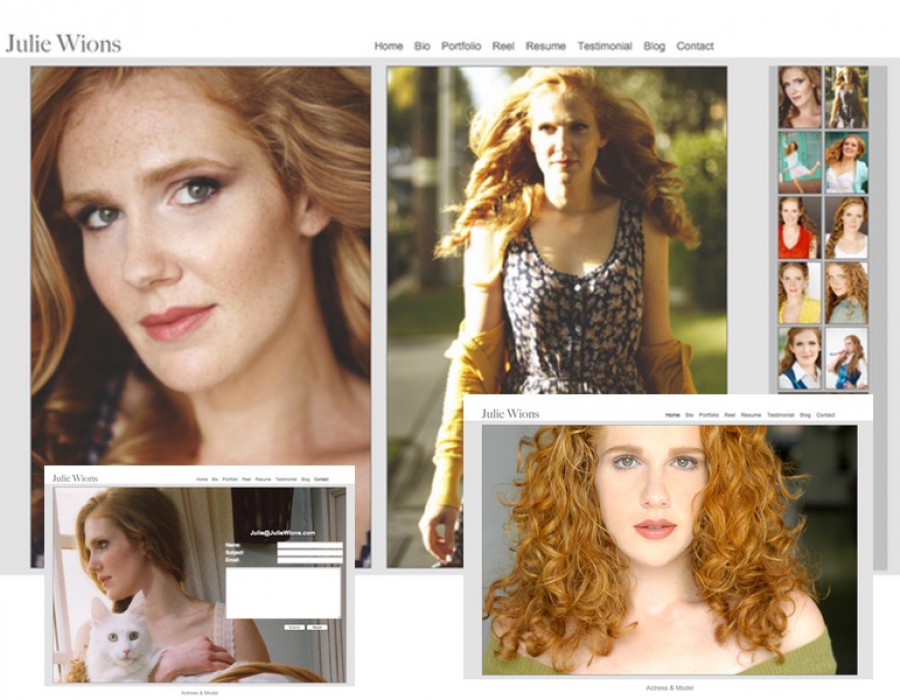 Julie Wions
Home Bio Portfolio Reel Resume Testimonial Blog Contact
Julie Wions
Home Bio Portfolio Reel Resume Testimonial Blog Contact
Julie Wions
Home Bio Portfolio Reel Resume Testimonial Blog Contact
Julie@JulieWions.com
Name:
Subject:
Email:
Submit Reset
Actress & Model
Actress & Model